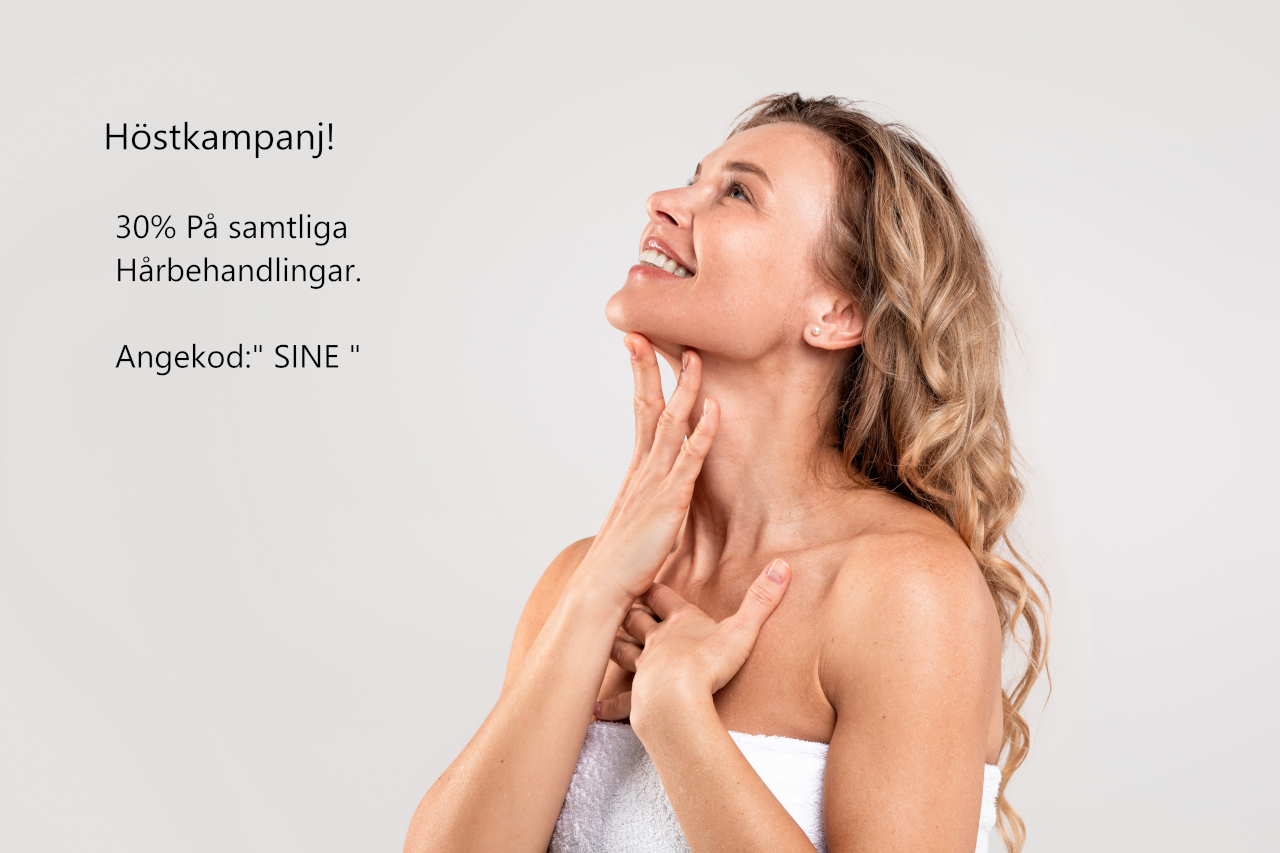 Höstkampanj!
30% På samtliga
Hårbehandlingar.
Angekod:" SINE "